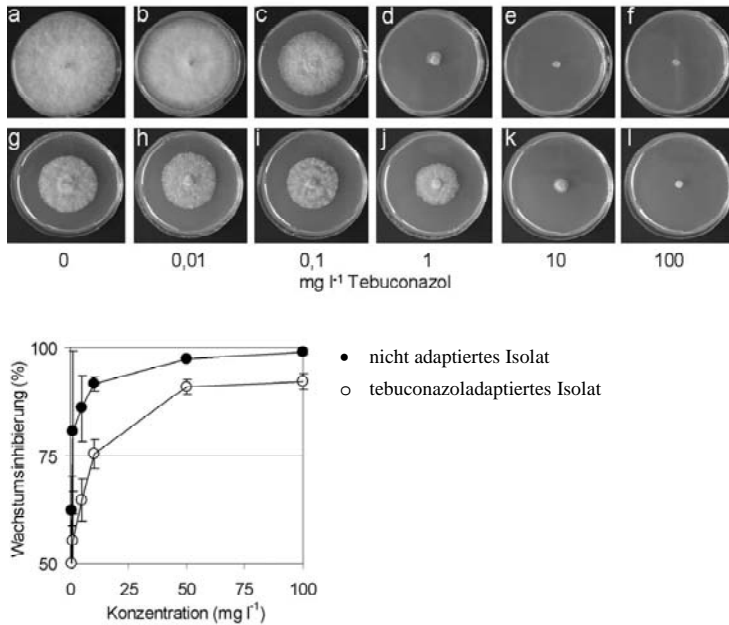 a b c d e f
g h i j k l
0 0,01 0,1 1 10 100
mg l-1 Tebuconazol
100
75
50
Wachstumsinhibierung (%)
0 25 50 75 100
Konzentration (mg l-1)
● nicht adaptiertes Isolat
○ tebuconazoladaptiertes Isolat